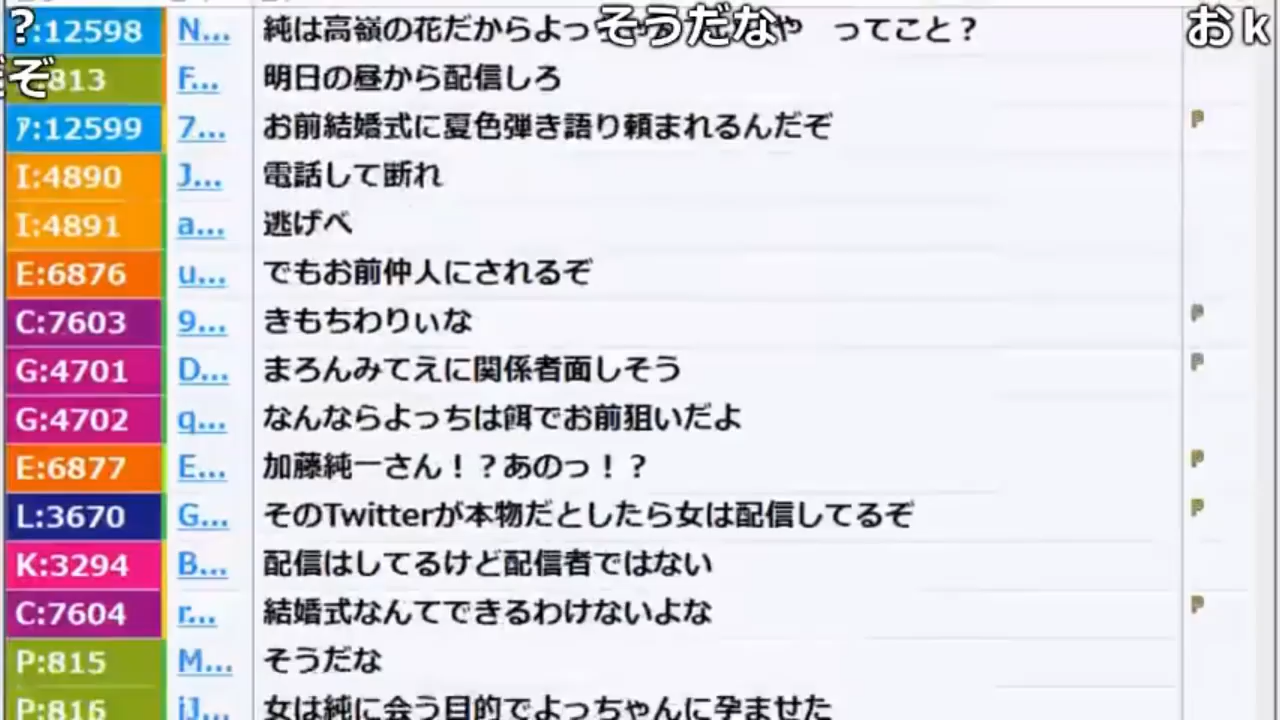 ?:12598 N... 純は高嶺の花だからよっ や ってこと？
そうだな
おk
だぞ
813 F... 明日の昼から配信しろ
ｱ:12599 7... お前結婚式に夏色弾き語り頼まれるんだぞ P
I:4890 J... 電話して断れ
I:4891 a... 逃げべ
E:6876 u... でもお前仲人にされるぞ
C:7603 9... きもちわりぃな P
G:4701 D... まろんみてえに関係者面しそう P
G:4702 q... なんならよっちは餌でお前狙いだよ
E:6877 E... 加藤純一さん！？あのっ！？ P
L:3670 G... そのTwitterが本物だとしたら女は配信してるぞ P
K:3294 B... 配信はしてるけど配信者ではない
C:7604 r... 結婚式なんてできるわけないよな P
P:815 M... そうだな
P:816 iJ... 女は純に会う目的でよっちゃんに孕ませた